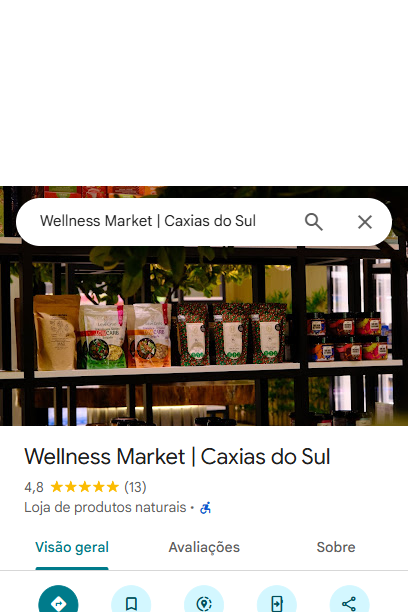 Wellness Market | Caxias do Sul
Wellness Market | Caxias do Sul
4,8 (13)
Loja de produtos naturais ·
Visão geral
Avaliações
Sobre